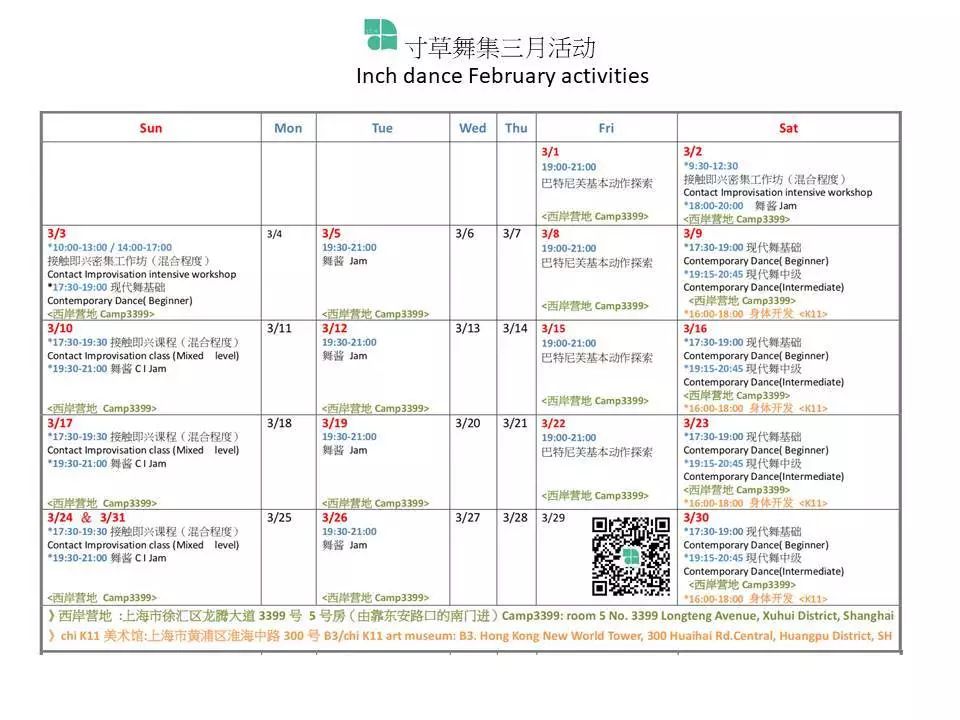 寸草舞集三月活动
Inch dance February activities
Sun Mon Tue Wed Thu Fri Sat
3/1
19:00-21:00
巴特尼芙基本动作探索
<西岸营地 Camp3399>
3/2
*9:30-12:30
接触即兴密集工作坊（混合程度）
Contact Improvisation intensive workshop
*18:00-20:00 舞酱 Jam
<西岸营地 Camp3399>
3/3
*10:00-13:00 / 14:00-17:00
接触即兴密集工作坊（混合程度）
Contact Improvisation intensive workshop
*17:30-19:00 现代舞基础
Contemporary Dance( Beginner)
<西岸营地 Camp3399>
3/4
3/5
19:30-21:00
舞酱 Jam
<西岸营地 Camp3399>
3/6
3/7
3/8
19:00-21:00
巴特尼芙基本动作探索
<西岸营地 Camp3399>
3/9
*17:30-19:00 现代舞基础
Contemporary Dance( Beginner)
*19:15-20:45 現代舞中级
Contemporary Dance(Intermediate)
<西岸营地 Camp3399>
*16:00-18:00 身体开发 <K11>
3/10
*17:30-19:30 接触即兴课程（混合程度）
Contact Improvisation class (Mixed level)
*19:30-21:00 舞酱 C I Jam
<西岸营地 Camp3399>
3/11
3/12
19:30-21:00
舞酱 Jam
<西岸营地 Camp3399>
3/13
3/14
3/15
19:00-21:00
巴特尼芙基本动作探索
<西岸营地 Camp3399>
3/16
*17:30-19:00 现代舞基础
Contemporary Dance( Beginner)
*19:15-20:45 現代舞中级
Contemporary Dance(Intermediate)
<西岸营地 Camp3399>
*16:00-18:00 身体开发 <K11>
3/17
*17:30-19:30 接触即兴课程（混合程度）
Contact Improvisation class (Mixed level)
*19:30-21:00 舞酱 C I Jam
<西岸营地 Camp3399>
3/18
3/19
19:30-21:00
舞酱 Jam
<西岸营地 Camp3399>
3/20
3/21
3/22
19:00-21:00
巴特尼芙基本动作探索
<西岸营地 Camp3399>
3/23
*17:30-19:00 现代舞基础
Contemporary Dance( Beginner)
*19:15-20:45 現代舞中级
Contemporary Dance(Intermediate)
<西岸营地 Camp3399>
*16:00-18:00 身体开发 <K11>
3/24 & 3/31
*17:30-19:30 接触即兴课程（混合程度）
Contact Improvisation class (Mixed level)
*19:30-21:00 舞酱 C I Jam
<西岸营地 Camp3399>
3/25
3/26
19:30-21:00
舞酱 Jam
<西岸营地 Camp3399>
3/27
3/28
3/29
3/30
*17:30-19:00 现代舞基础
Contemporary Dance( Beginner)
*19:15-20:45 現代舞中级
Contemporary Dance(Intermediate)
<西岸营地 Camp3399>
*16:00-18:00 身体开发 <K11>
》西岸营地 :上海市徐汇区龙腾大道 3399 号 5 号房（由靠东安路口的南门进）Camp3399: room 5 No. 3399 Longteng Avenue, Xuhui District, Shanghai
》chi K11 美术馆:上海市黄浦区淮海中路 300 号 B3/chi K11 art museum: B3. Hong Kong New World Tower, 300 Huaihai Rd.Central, Huangpu District, SH